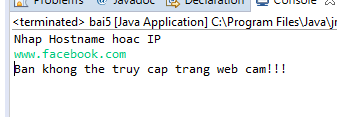 Problems @ Javadoc Declaration Console
<terminated> bai5 [Java Application] C:\Program Files\Java\jr
Nhap Hostname hoac IP
www.facebook.com
Ban khong the truy cap trang web cam!!!